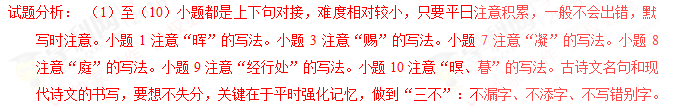 试题分析： （1）至（10）小题都是上下句对接，难度相对较小，只要平日注意积累，一般不会出错，默
写时注意。小题 1 注意“晖”的写法。小题 3 注意“赐”的写法。小题 7 注意“凝”的写法。小题 8
注意“庭”的写法。小题 9 注意“经行处”的写法。小题 10 注意“暝、暮”的写法。古诗文名句和现
代诗文的书写，要想不失分，关键在于平时强化记忆，做到“三不”：不漏字、不添字、不写错别字。